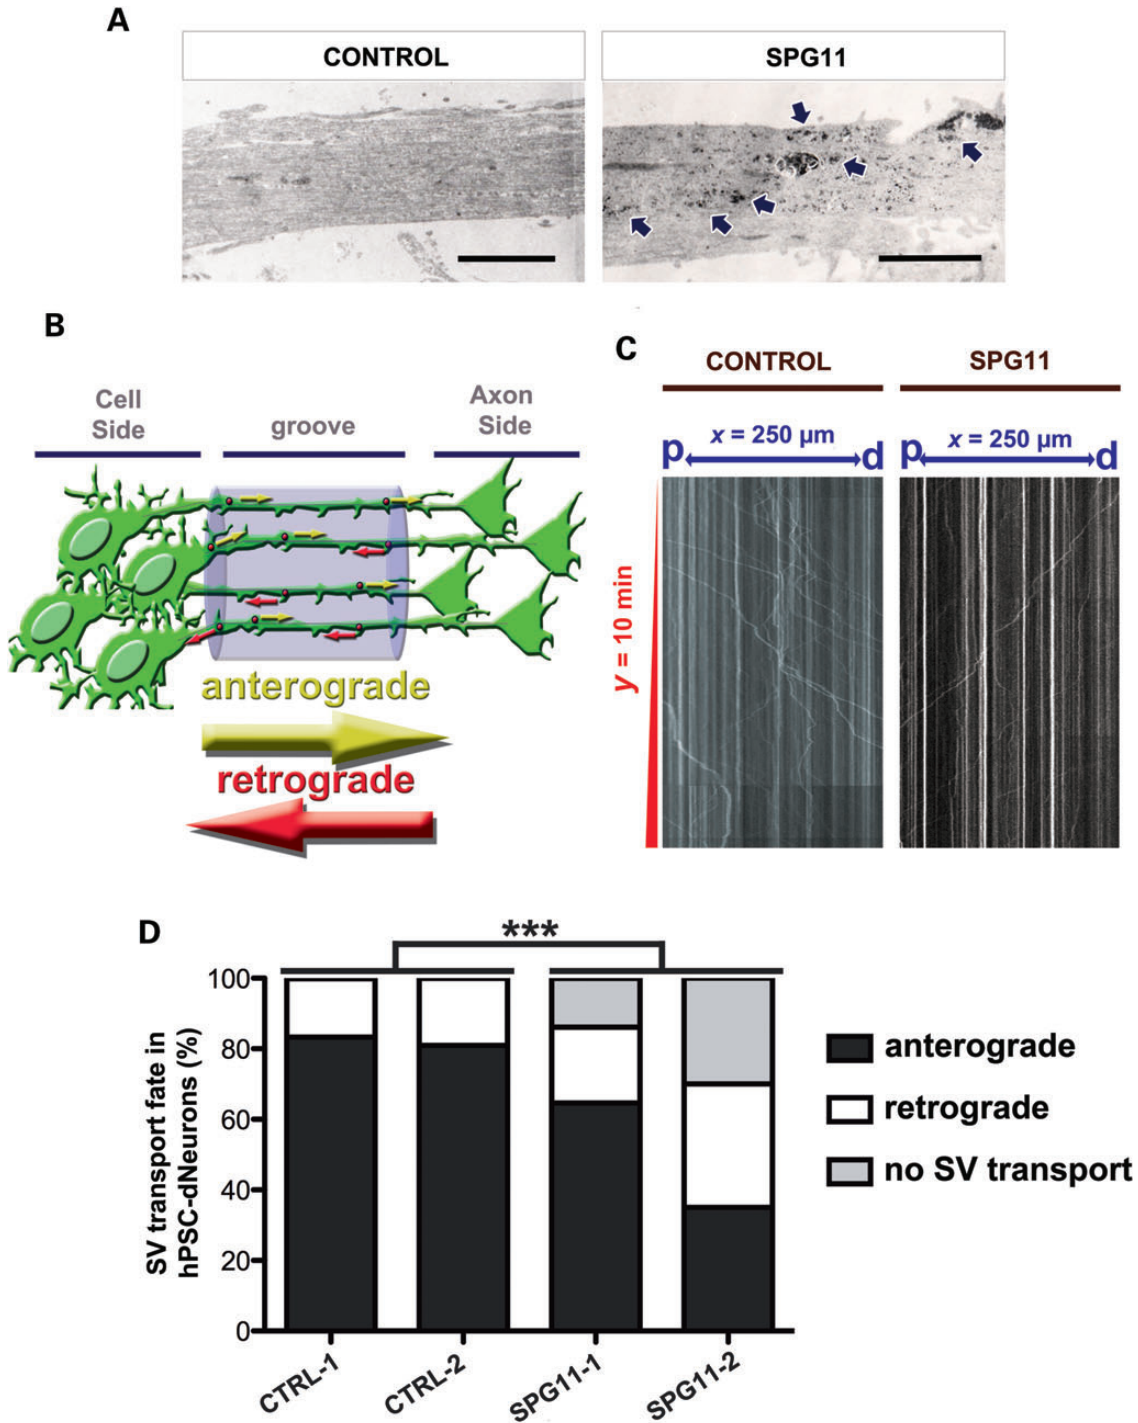 A
CONTROL
SPG11
B
Cell
Side
groove
Axon
Side
anterograde
retrograde
C
CONTROL
SPG11
p x = 250 µm d
p x = 250 µm d
y = 10 min
D
***
SV transport fate in
hPSC-dNeurons (%)
100
80
60
40
20
0
CTRL-1
CTRL-2
SPG11-1
SPG11-2
anterograde
retrograde
no SV transport